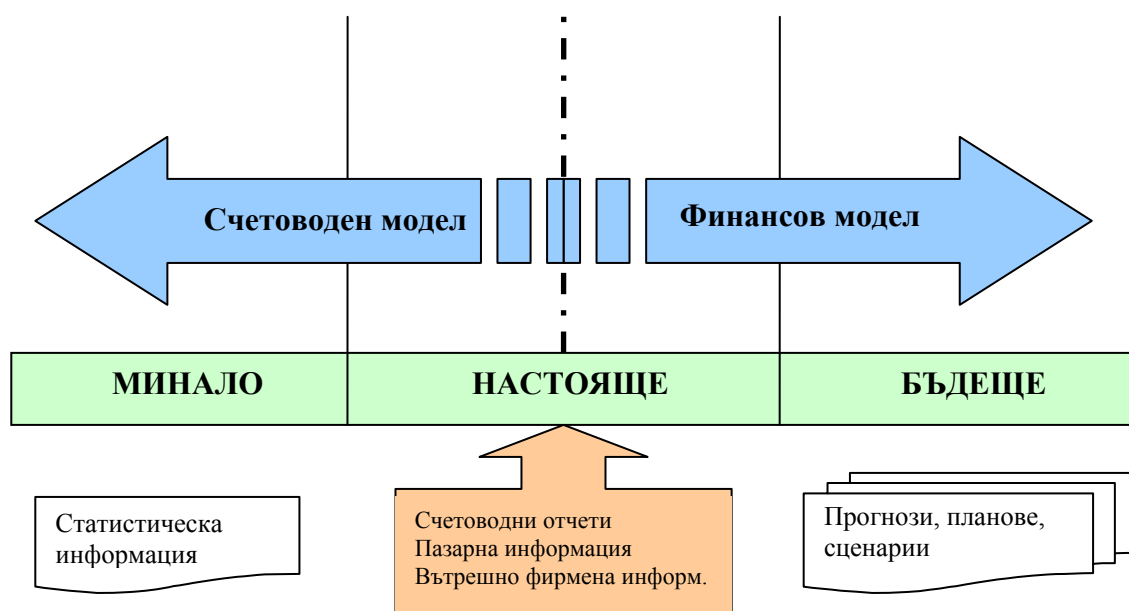 Счетоводен модел
Финансов модел
МИНАЛО
НАСТОЯЩЕ
БЪДЕЩЕ
Статистическа
информация
Счетоводни отчети
Пазарна информация
Вътрешно фирмена информ.
Прогнози, планове,
сценарии